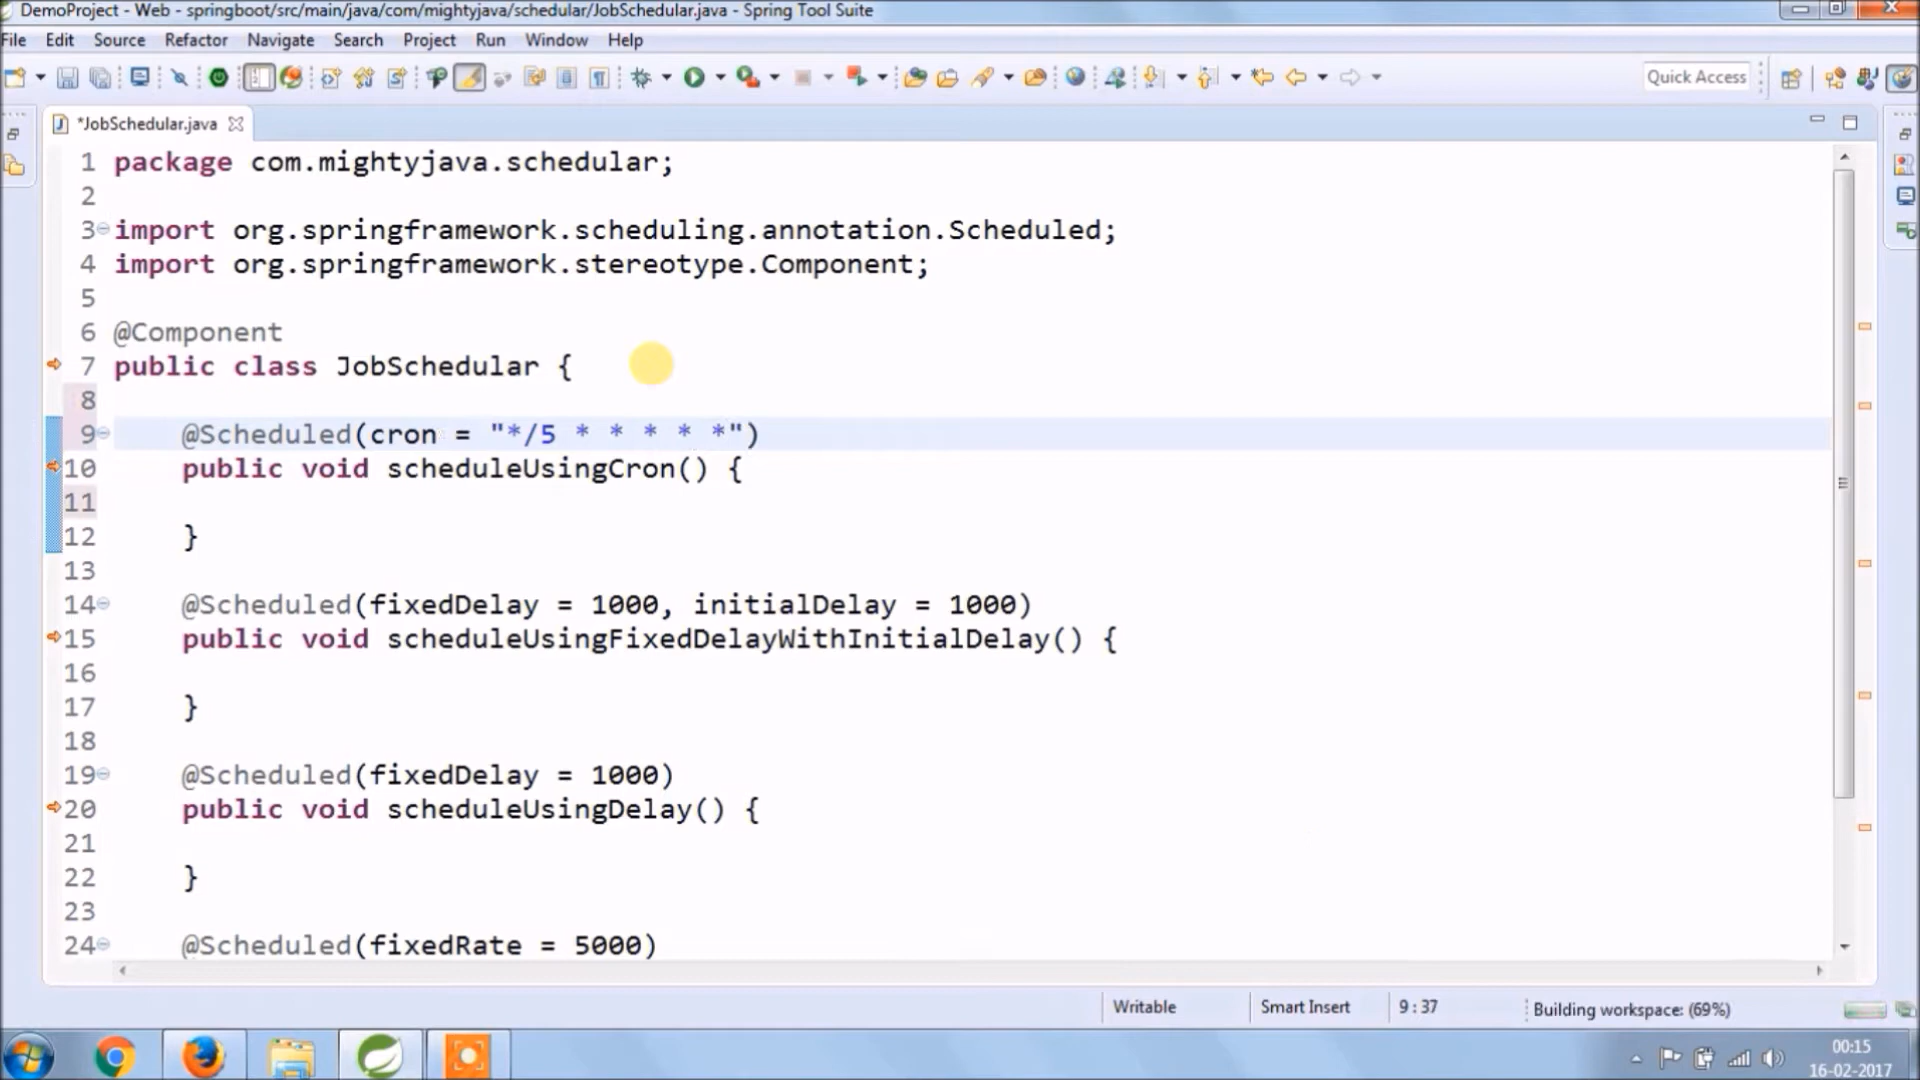 DemoProject - Web - springboot/src/main/java/com/mightyjava/schedular/JobSchedular.java - Spring Tool Suite
File Edit Source Refactor Navigate Search Project Run Window Help
Quick Access
*JobSchedular.java
1 package com.mightyjava.schedular;
2
3 import org.springframework.scheduling.annotation.Scheduled;
4 import org.springframework.stereotype.Component;
5
6 @Component
7 public class JobSchedular {
8
9 @Scheduled(cron = "*/5 * * * * *")
10 public void scheduleUsingCron() {
11
12 }
13
14 @Scheduled(fixedDelay = 1000, initialDelay = 1000)
15 public void scheduleUsingFixedDelayWithInitialDelay() {
16
17 }
18
19 @Scheduled(fixedDelay = 1000)
20 public void scheduleUsingDelay() {
21
22 }
23
24 @Scheduled(fixedRate = 5000)
Writable Smart Insert 9 : 37 Building workspace: (69%)
00:15
16-02-2017